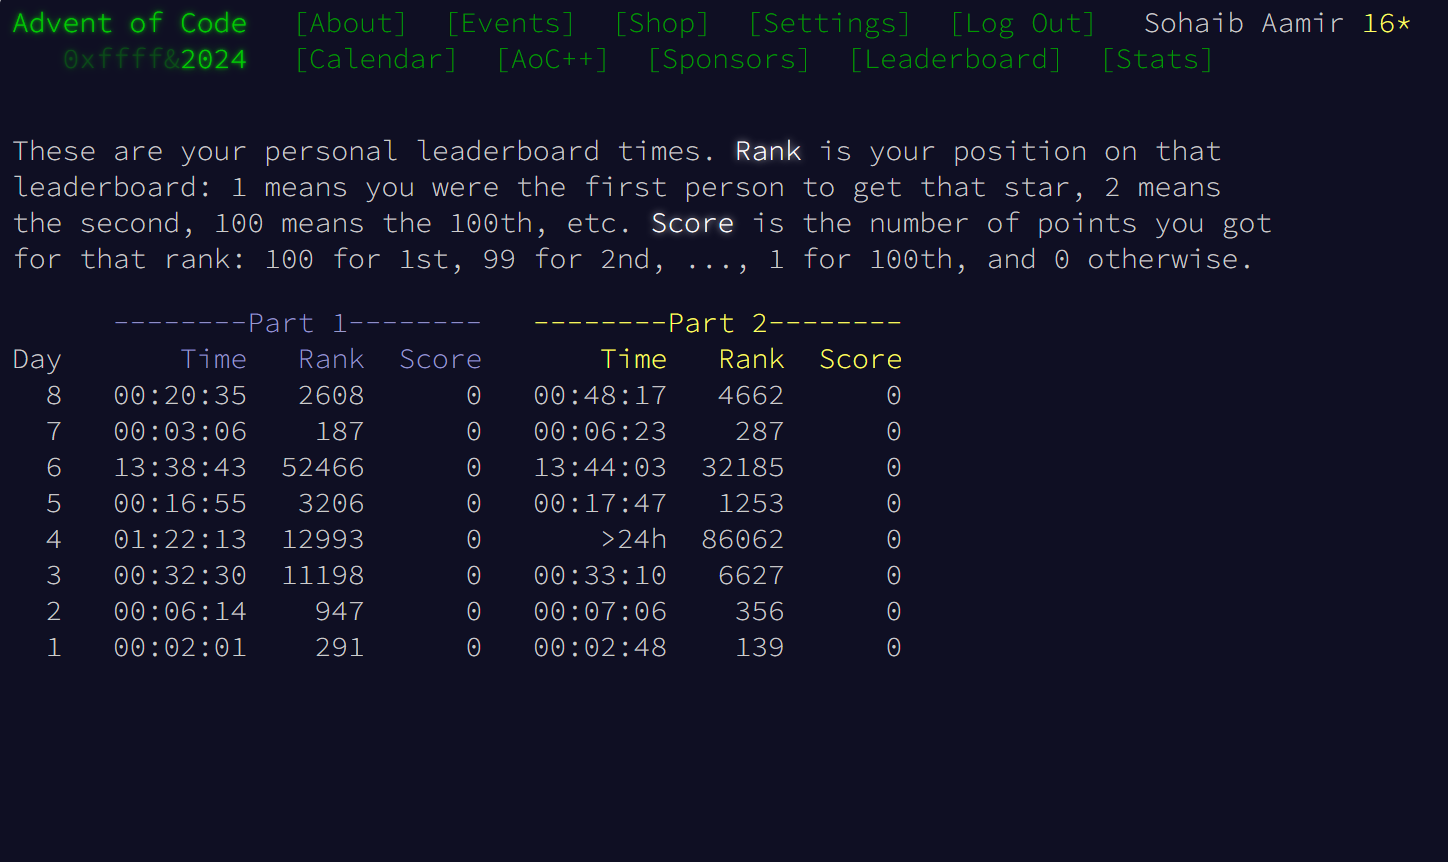 Advent of Code [About] [Events] [Shop] [Settings] [Log Out] Sohaib Aamir 16*
0xffff&2024 [Calendar] [AoC++] [Sponsors] [Leaderboard] [Stats]
These are your personal leaderboard times. Rank is your position on that
leaderboard: 1 means you were the first person to get that star, 2 means
the second, 100 means the 100th, etc. Score is the number of points you got
for that rank: 100 for 1st, 99 for 2nd, ..., 1 for 100th, and 0 otherwise.
--------Part 1-------- --------Part 2--------
Day Time Rank Score Time Rank Score
8 00:20:35 2608 0 00:48:17 4662 0
7 00:03:06 187 0 00:06:23 287 0
6 13:38:43 52466 0 13:44:03 32185 0
5 00:16:55 3206 0 00:17:47 1253 0
4 01:22:13 12993 0 >24h 86062 0
3 00:32:30 11198 0 00:33:10 6627 0
2 00:06:14 947 0 00:07:06 356 0
1 00:02:01 291 0 00:02:48 139 0